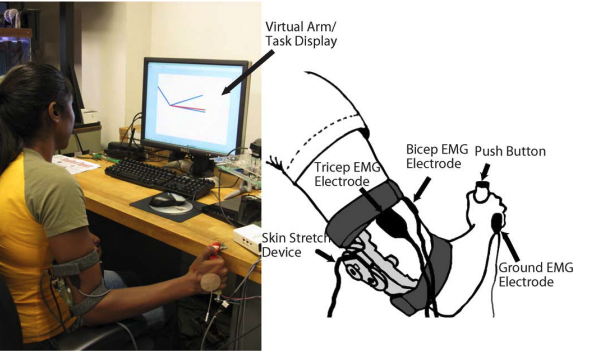 Virtual Arm/
Task Display
Bicep EMG
Electrode
Push Button
Tricep EMG
Electrode
Skin Stretch
Device
Ground EMG
Electrode